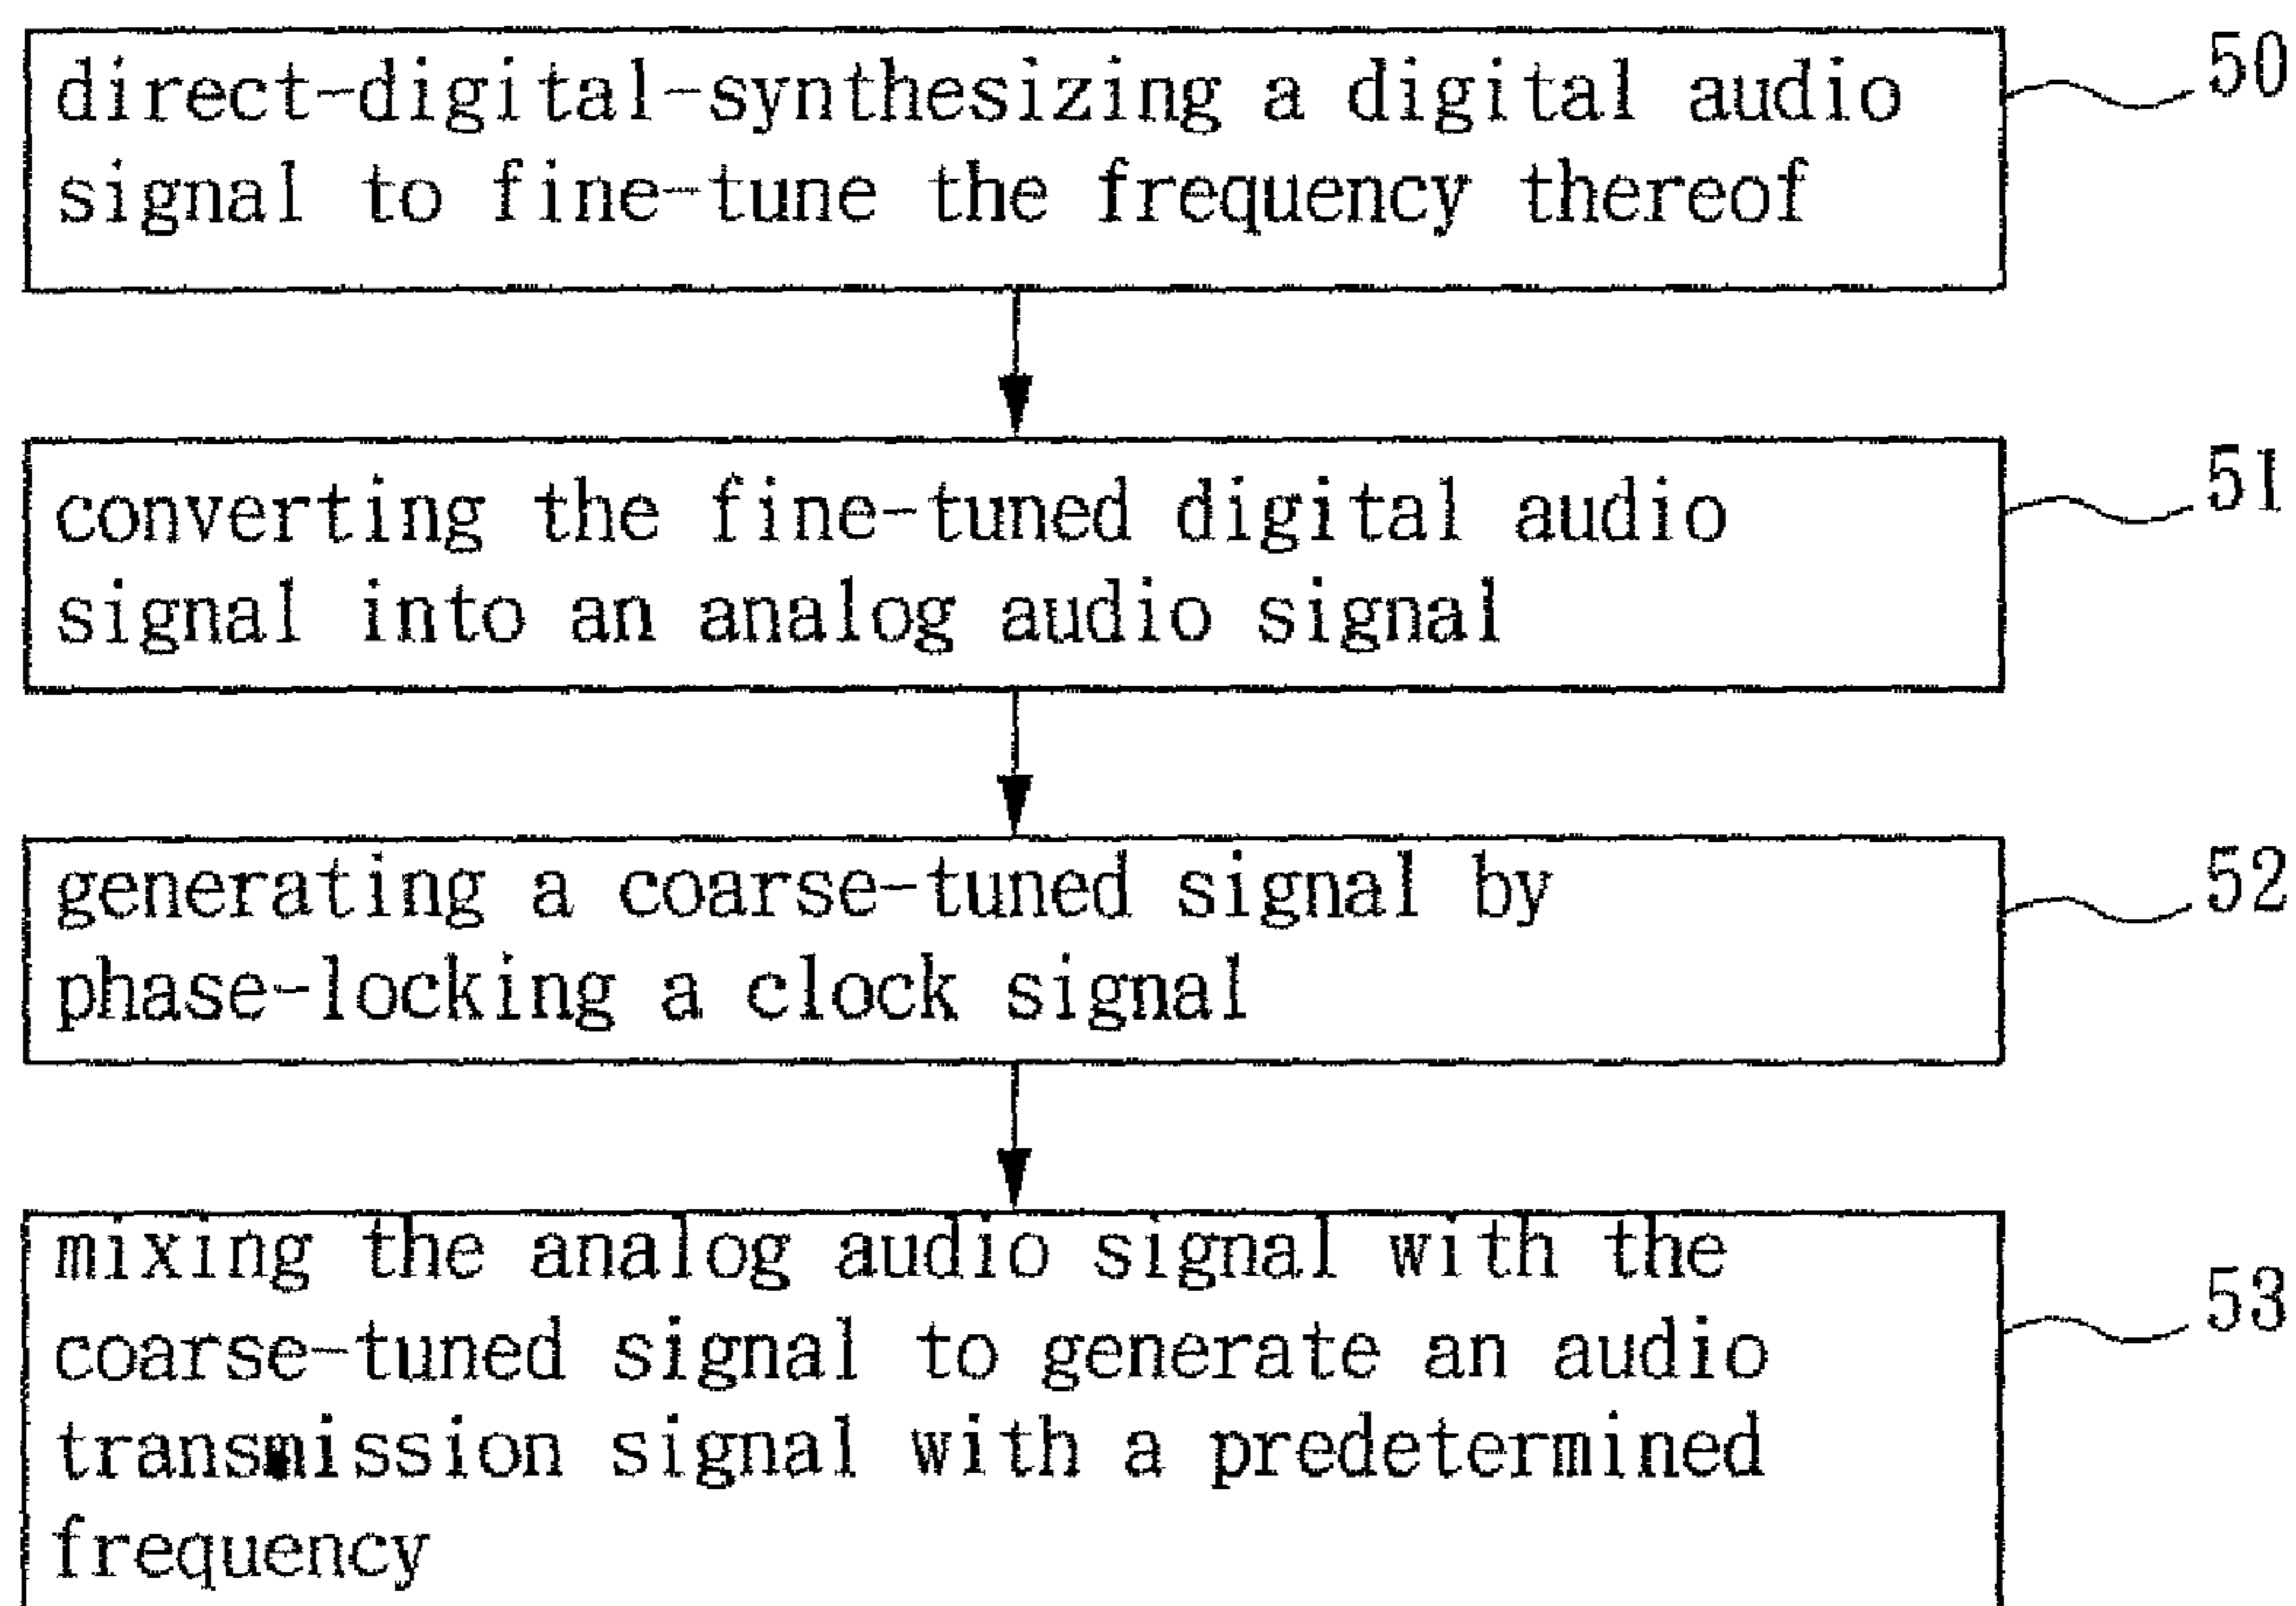 direct-digital-synthesizing a digital audio
signal to fine-tune the frequency thereof
50
converting the fine-tuned digital audio
signal into an analog audio signal
51
generating a coarse-tuned signal by
phase-locking a clock signal
52
mixing the analog audio signal with the
coarse-tuned signal to generate an audio
transmission signal with a predetermined
frequency
53